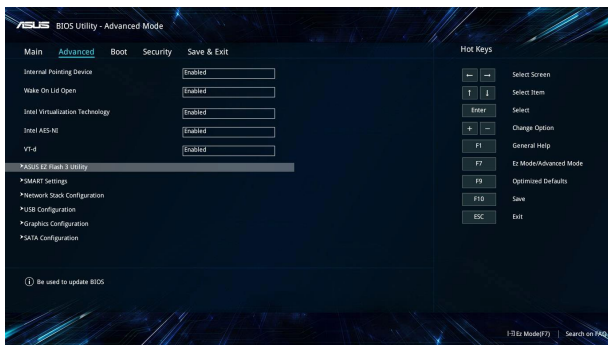 ASUS BIOS Utility - Advanced Mode
Main Advanced Boot Security Save & Exit
Hot Keys
Internal Pointing Device Enabled
Wake On Lid Open Enabled
Intel Virtualization Technology Enabled
Intel AES-NI Enabled
VT-d Enabled
ASUS EZ Flash 3 Utility
SMART Settings
Network Stack Configuration
USB Configuration
Graphics Configuration
SATA Configuration
← → Select Screen
↑ ↓ Select Item
Enter Select
+ − Change Option
F1 General Help
F7 Ez Mode/Advanced Mode
F9 Optimized Defaults
F10 Save
ESC Exit
Be used to update BIOS
Ez Mode(F7) | Search on FAQ